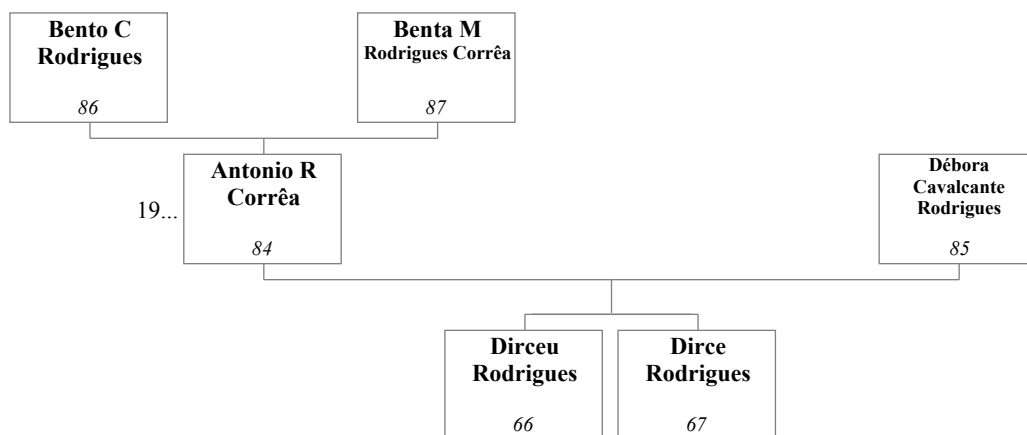 Bento C
Rodrigues
86
Benta M
Rodrigues Corrêa
87
Antonio R
Corrêa
84
19...
Débora
Cavalcante
Rodrigues
85
Dirceu
Rodrigues
66
Dirce
Rodrigues
67